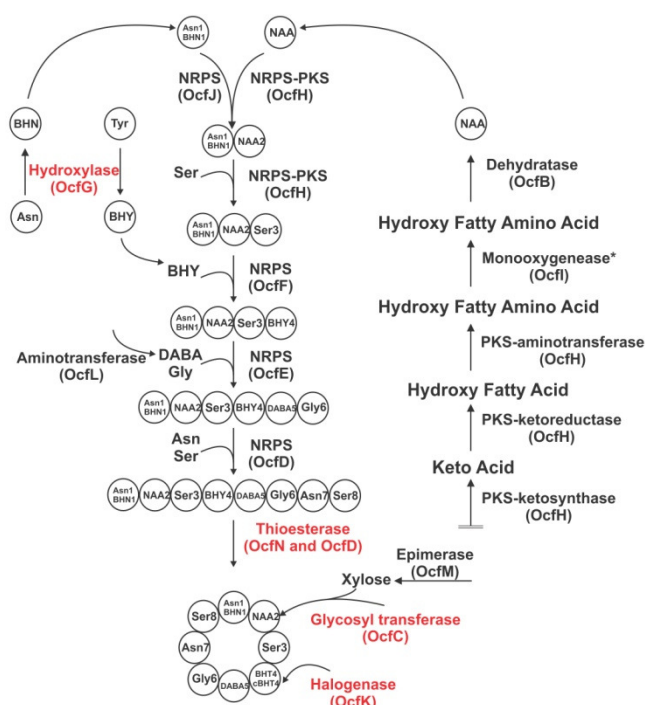 Asn1
BHN1
NAA
NRPS
(OcfJ)
NRPS-PKS
(OcfH)
BHN
Tyr
NAA
Asn1
BHN1
NAA2
Hydroxylase
(OcfG)
Dehydratase
(OcfB)
Ser
NRPS-PKS
(OcfH)
Asn
BHY
Hydroxy Fatty Amino Acid
Asn1
BHN1
NAA2
Ser3
Monooxygenease*
(OcfI)
BHY
NRPS
(OcfF)
Hydroxy Fatty Amino Acid
Asn1
BHN1
NAA2
Ser3
BHY4
PKS-aminotransferase
(OcfH)
Aminotransferase
(OcfL)
DABA
Gly
NRPS
(OcfE)
Hydroxy Fatty Acid
Asn1
BHN1
NAA2
Ser3
BHY4
DABA5
Gly6
PKS-ketoreductase
(OcfH)
Asn
Ser
NRPS
(OcfD)
Keto Acid
Asn1
BHN1
NAA2
Ser3
BHY4
DABA5
Gly6
Asn7
Ser8
PKS-ketosynthase
(OcfH)
Thioesterase
(OcfN and OcfD)
Epimerase
(OcfM)
Xylose
Glycosyl transferase
(OcfC)
Ser8
Asn1
BHN1
NAA2
Asn7
Ser3
Gly6
DABA5
BHT4
cBHT4
Halogenase
(OcfK)